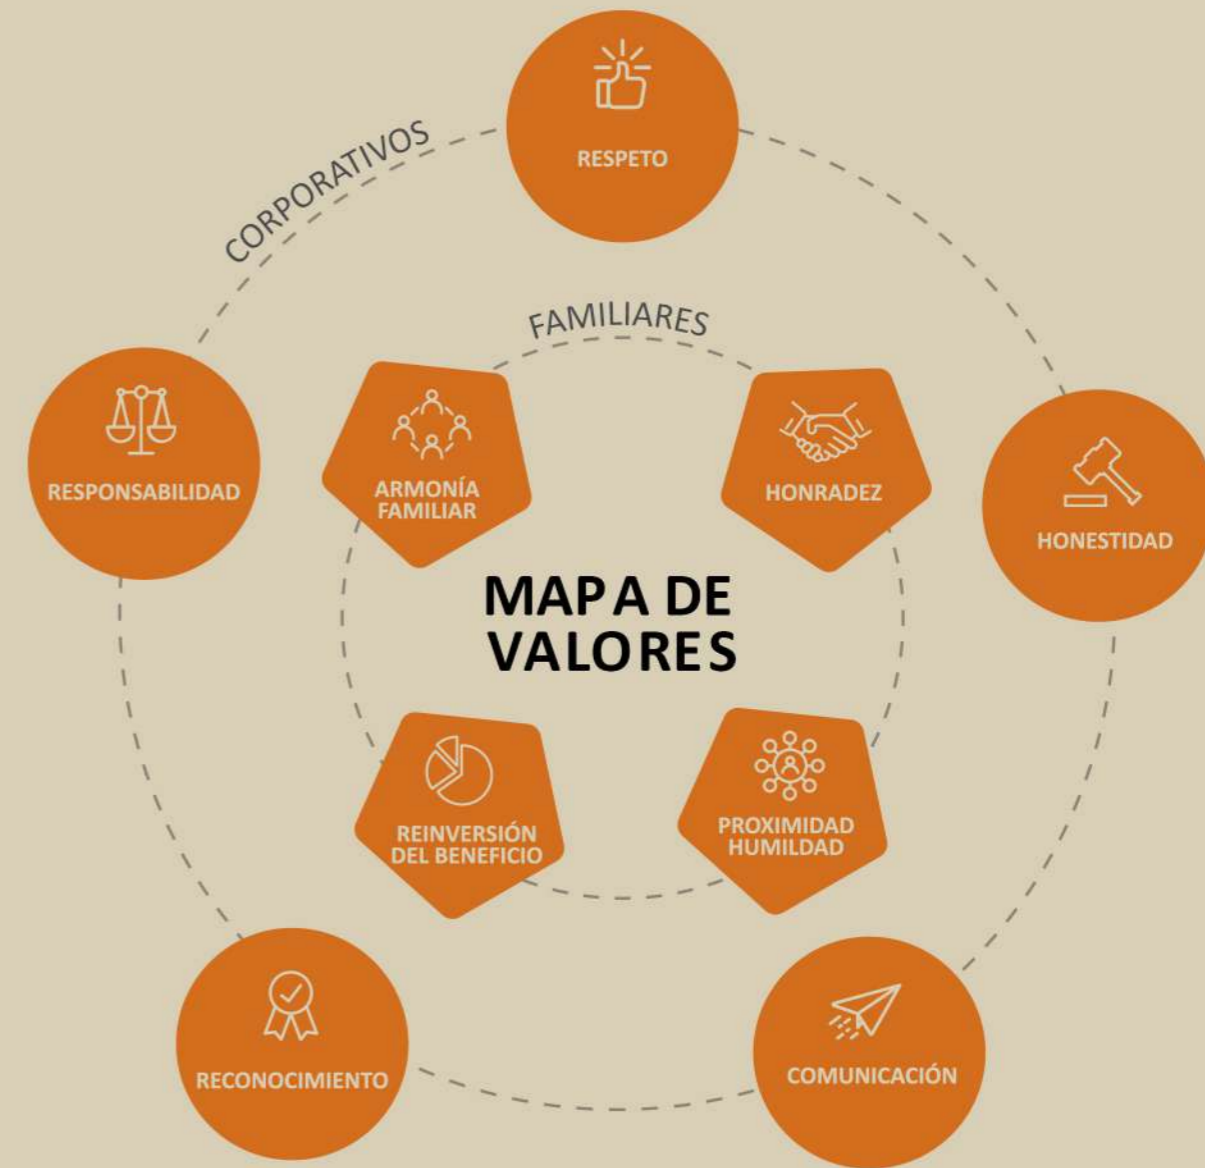 RESPETO
CORPORATIVOS
FAMILIARES
RESPONSABILIDAD
ARMONÍA
FAMILIAR
HONRADEZ
HONESTIDAD
MAPA DE
VALORES
REINVERSIÓN
DEL BENEFICIO
PROXIMIDAD
HUMILDAD
RECONOCIMIENTO
COMUNICACIÓN